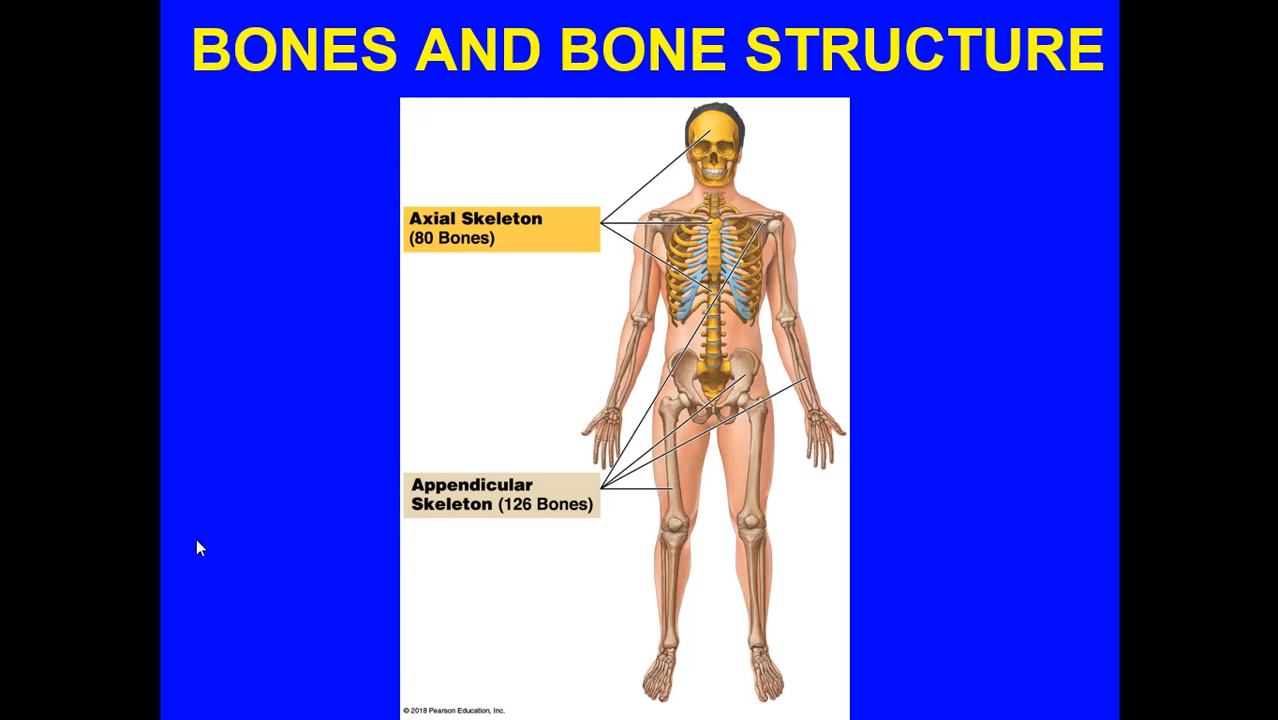 BONES AND BONE STRUCTURE
Axial Skeleton
(80 Bones)
Appendicular
Skeleton (126 Bones)
© 2018 Pearson Education, Inc.